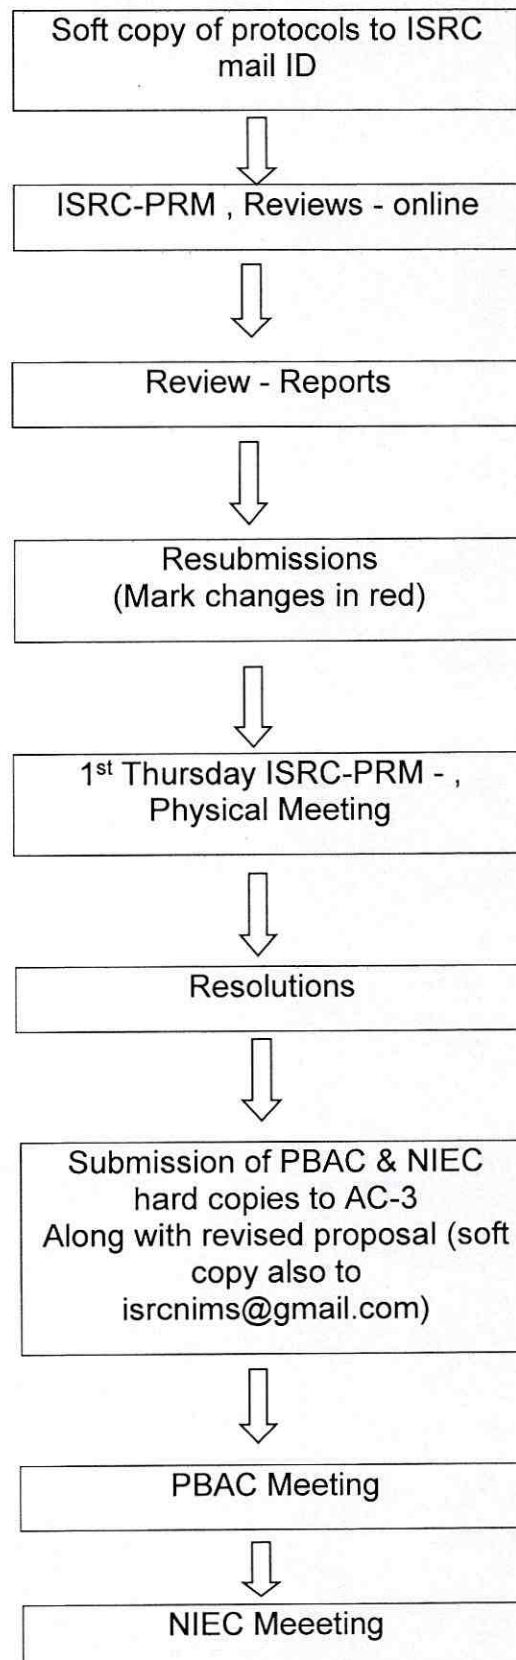 Soft copy of protocols to ISRC
mail ID
ISRC-PRM , Reviews - online
Review - Reports
Resubmissions
(Mark changes in red)
1st Thursday ISRC-PRM - ,
Physical Meeting
Resolutions
Submission of PBAC & NIEC
hard copies to AC-3
Along with revised proposal (soft
copy also to
isrcnims@gmail.com)
PBAC Meeting
NIEC Meeeting